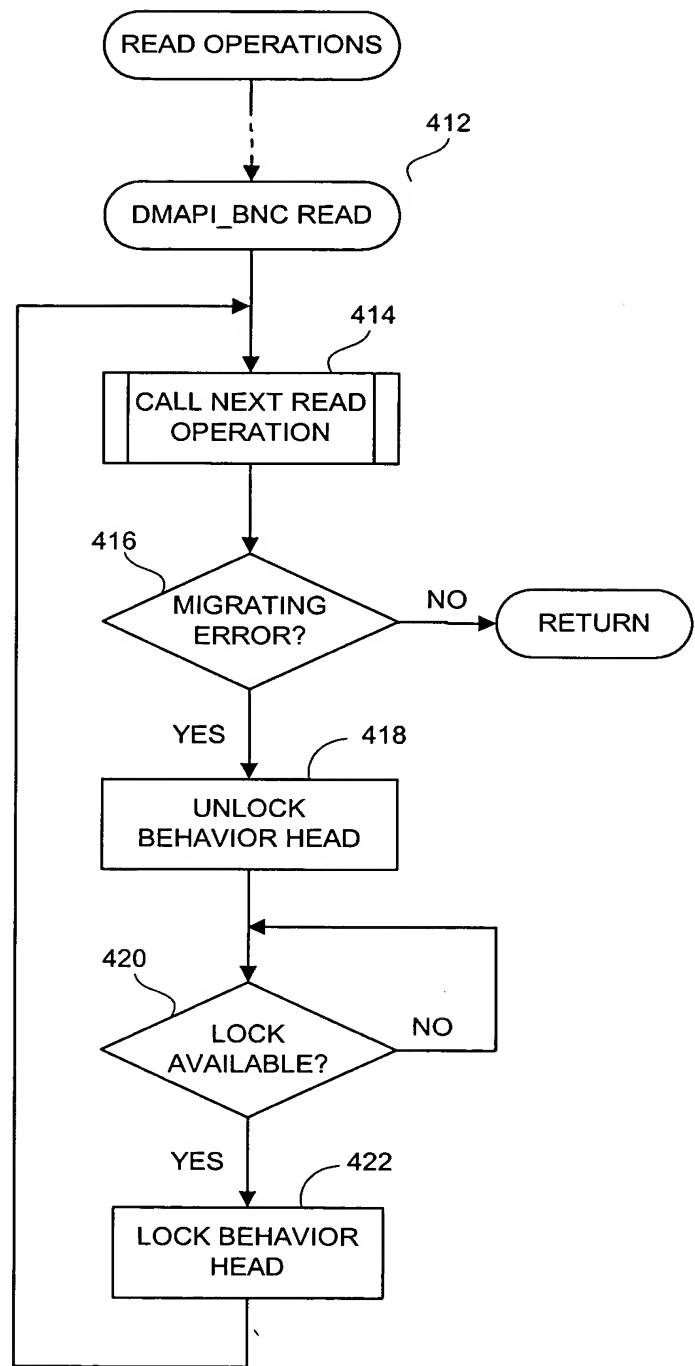 READ OPERATIONS
412
DMAPI_BNC READ
414
CALL NEXT READ
OPERATION
416
MIGRATING
ERROR?
NO
RETURN
YES
418
UNLOCK
BEHAVIOR HEAD
420
LOCK
AVAILABLE?
NO
YES
422
LOCK BEHAVIOR
HEAD